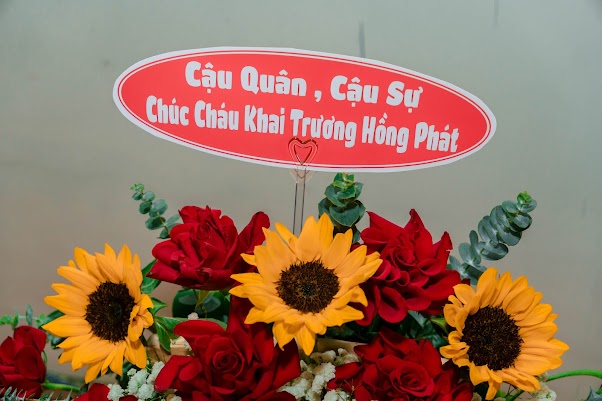 Cậu Quân , Cậu Sự
Chúc Cháu Khai Trương Hồng Phát